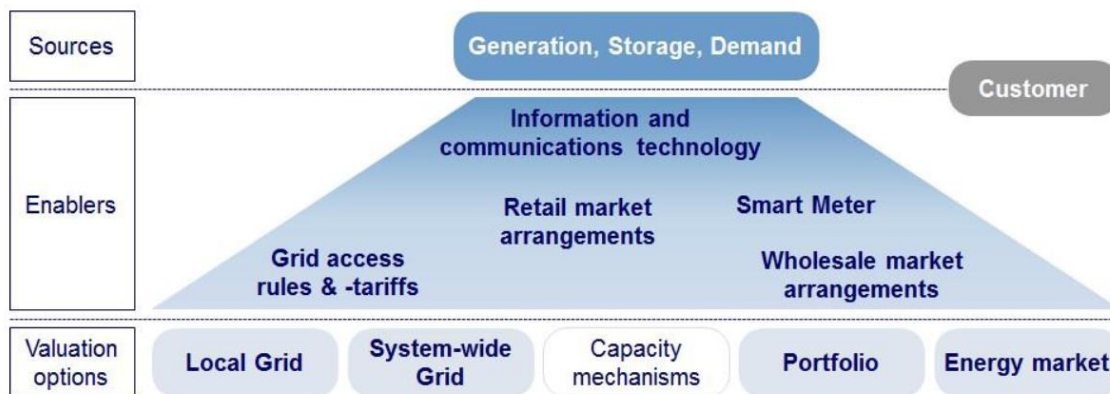 Sources
Generation, Storage, Demand
Customer
Enablers
Information and
communications technology
Retail market
arrangements
Smart Meter
Grid access
rules & -tariffs
Wholesale market
arrangements
Valuation
options
Local Grid
System-wide
Grid
Capacity
mechanisms
Portfolio
Energy market